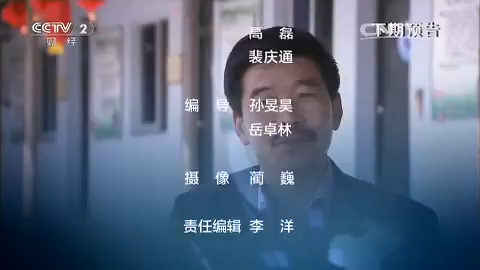 CCTV 2
财经
下期预告
高 磊
裴庆通
编 导 孙旻昊
岳卓林
摄 像 蔺 巍
责任编辑 李 洋